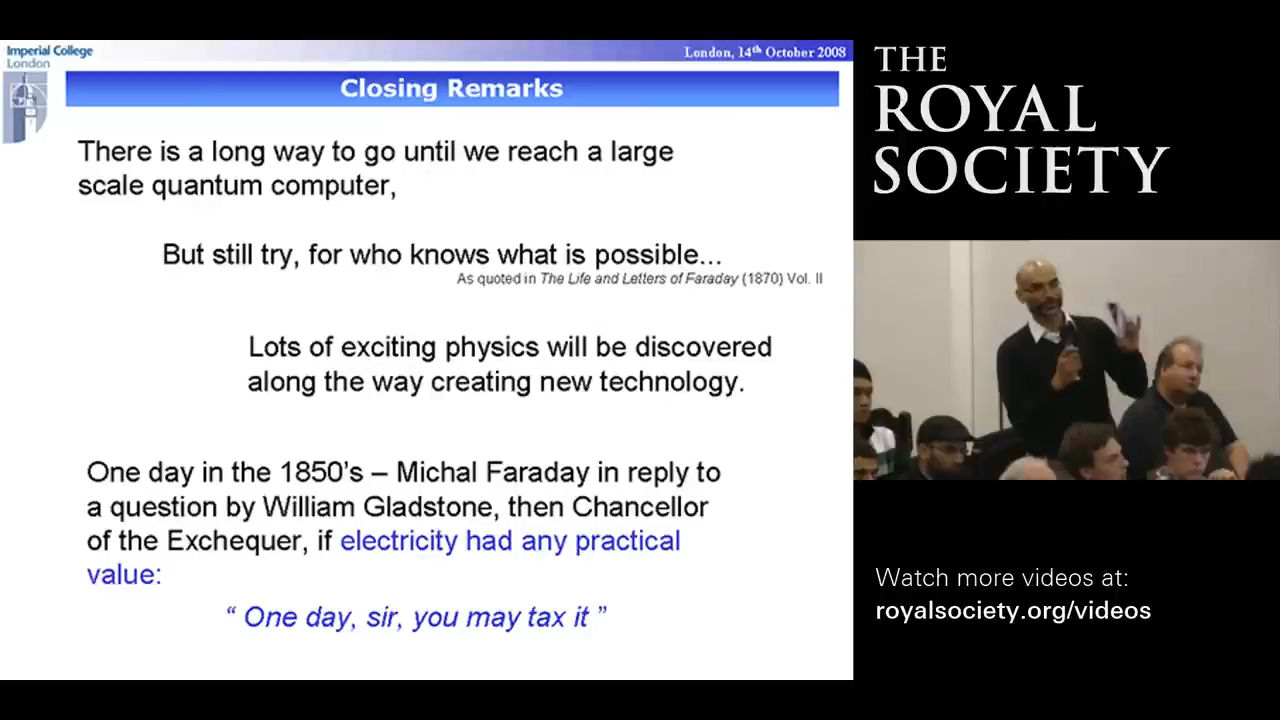 Imperial College
London
London, 14th October 2008
Closing Remarks
There is a long way to go until we reach a large
scale quantum computer,
But still try, for who knows what is possible...
As quoted in The Life and Letters of Faraday (1870) Vol. II
Lots of exciting physics will be discovered
along the way creating new technology.
One day in the 1850's – Michal Faraday in reply to
a question by William Gladstone, then Chancellor
of the Exchequer, if electricity had any practical
value:
“ One day, sir, you may tax it ”
THE
ROYAL
SOCIETY
Watch more videos at:
royalsociety.org/videos